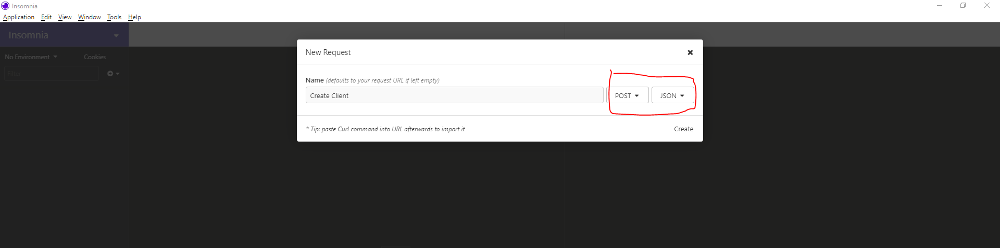 Insomnia
Application Edit View Window Tools Help
Insomnia
New Request
No Environment Cookies
Filter
Name (defaults to your request URL if left empty)
Create Client POST JSON
* Tip: paste Curl command into URL afterwards to import it Create